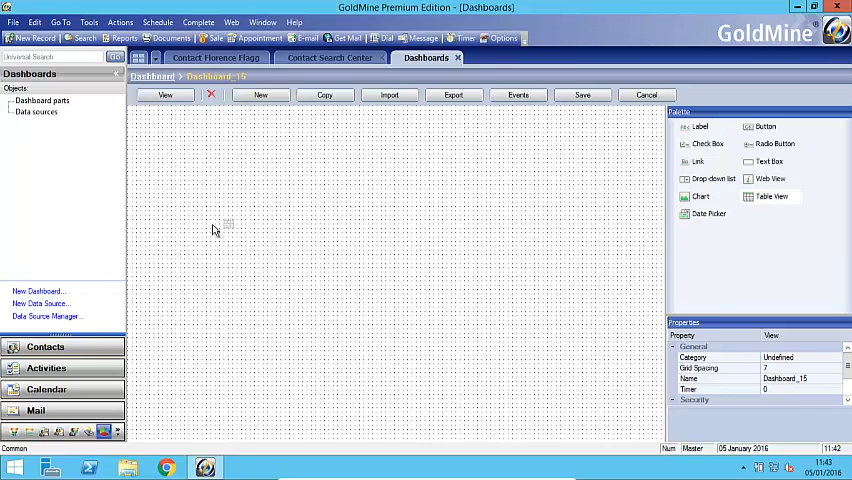 GoldMine Premium Edition - [Dashboards]
File Edit Go To Tools Actions Schedule Complete Web Window Help
New Record Search Reports Documents Sale Appointment E-mail Get Mail Dial Message Timer Options
GoldMine
Universal Search Go
Contact Florence Flagg Contact Search Center Dashboards
Dashboards
Dashboard > Dashboard_15
Objects:
Dashboard parts
Data sources
View New Copy Import Export Events Save Cancel
Palette
Abc Label OK Button
Check Box Radio Button
Link Text Box
Drop-down list Web View
Chart Table View
Date Picker
New Dashboard...
New Data Source...
Data Source Manager...
Contacts
Activities
Calendar
Mail
Properties
Property View
General
Category Undefined
Grid Spacing 7
Name Dashboard_15
Timer 0
Security
Common
Num Master 05 January 2016 11:42
11:43
05/01/2016